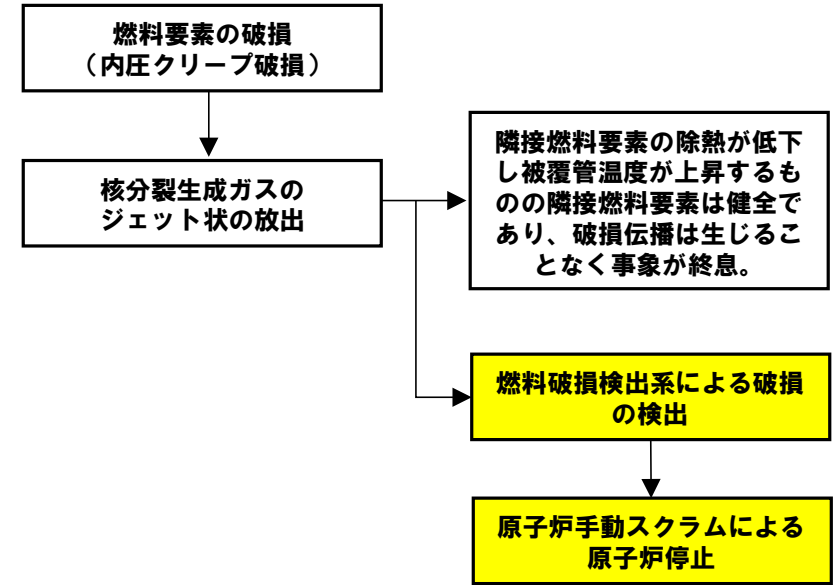 燃料要素の破損
（内圧クリープ破損）
核分裂生成ガスの
ジェット状の放出
隣接燃料要素の除熱が低下
し被覆管温度が上昇するも
のの隣接燃料要素は健全で
あり、破損伝播は生じるこ
となく事象が終息。
燃料破損検出系による破損
の検出
原子炉手動スクラムによる
原子炉停止